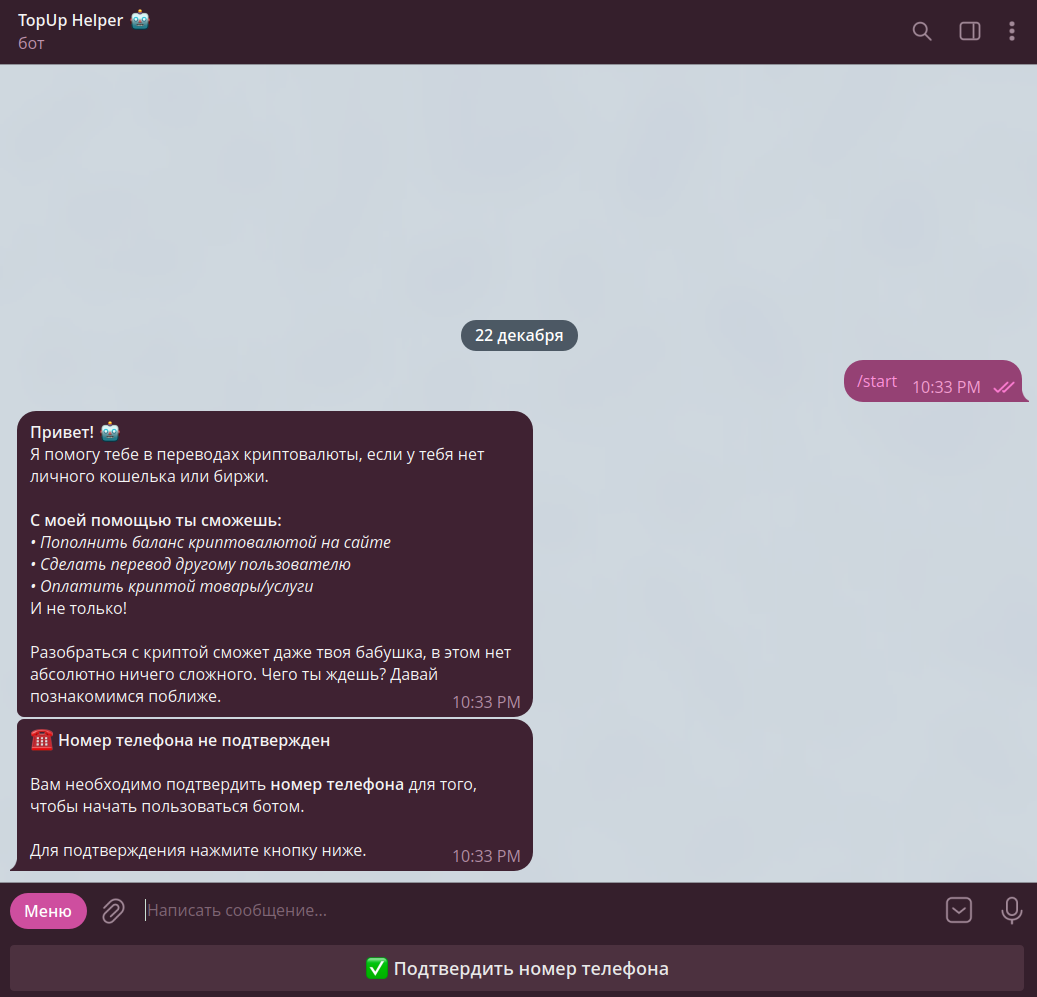 TopUp Helper 🤖
бот
22 декабря
/start 10:33 PM
Привет! 🤖
Я помогу тебе в переводах криптовалюты, если у тебя нет
личного кошелька или биржи.
С моей помощью ты сможешь:
• Пополнить баланс криптовалютой на сайте
• Сделать перевод другому пользователю
• Оплатить криптой товары/услуги
И не только!
Разобраться с криптой сможет даже твоя бабушка, в этом нет
абсолютно ничего сложного. Чего ты ждешь? Давай
познакомимся поближе.
10:33 PM
☎️ Номер телефона не подтвержден
Вам необходимо подтвердить номер телефона для того,
чтобы начать пользоваться ботом.
Для подтверждения нажмите кнопку ниже.
10:33 PM
Меню
Написать сообщение...
✅ Подтвердить номер телефона